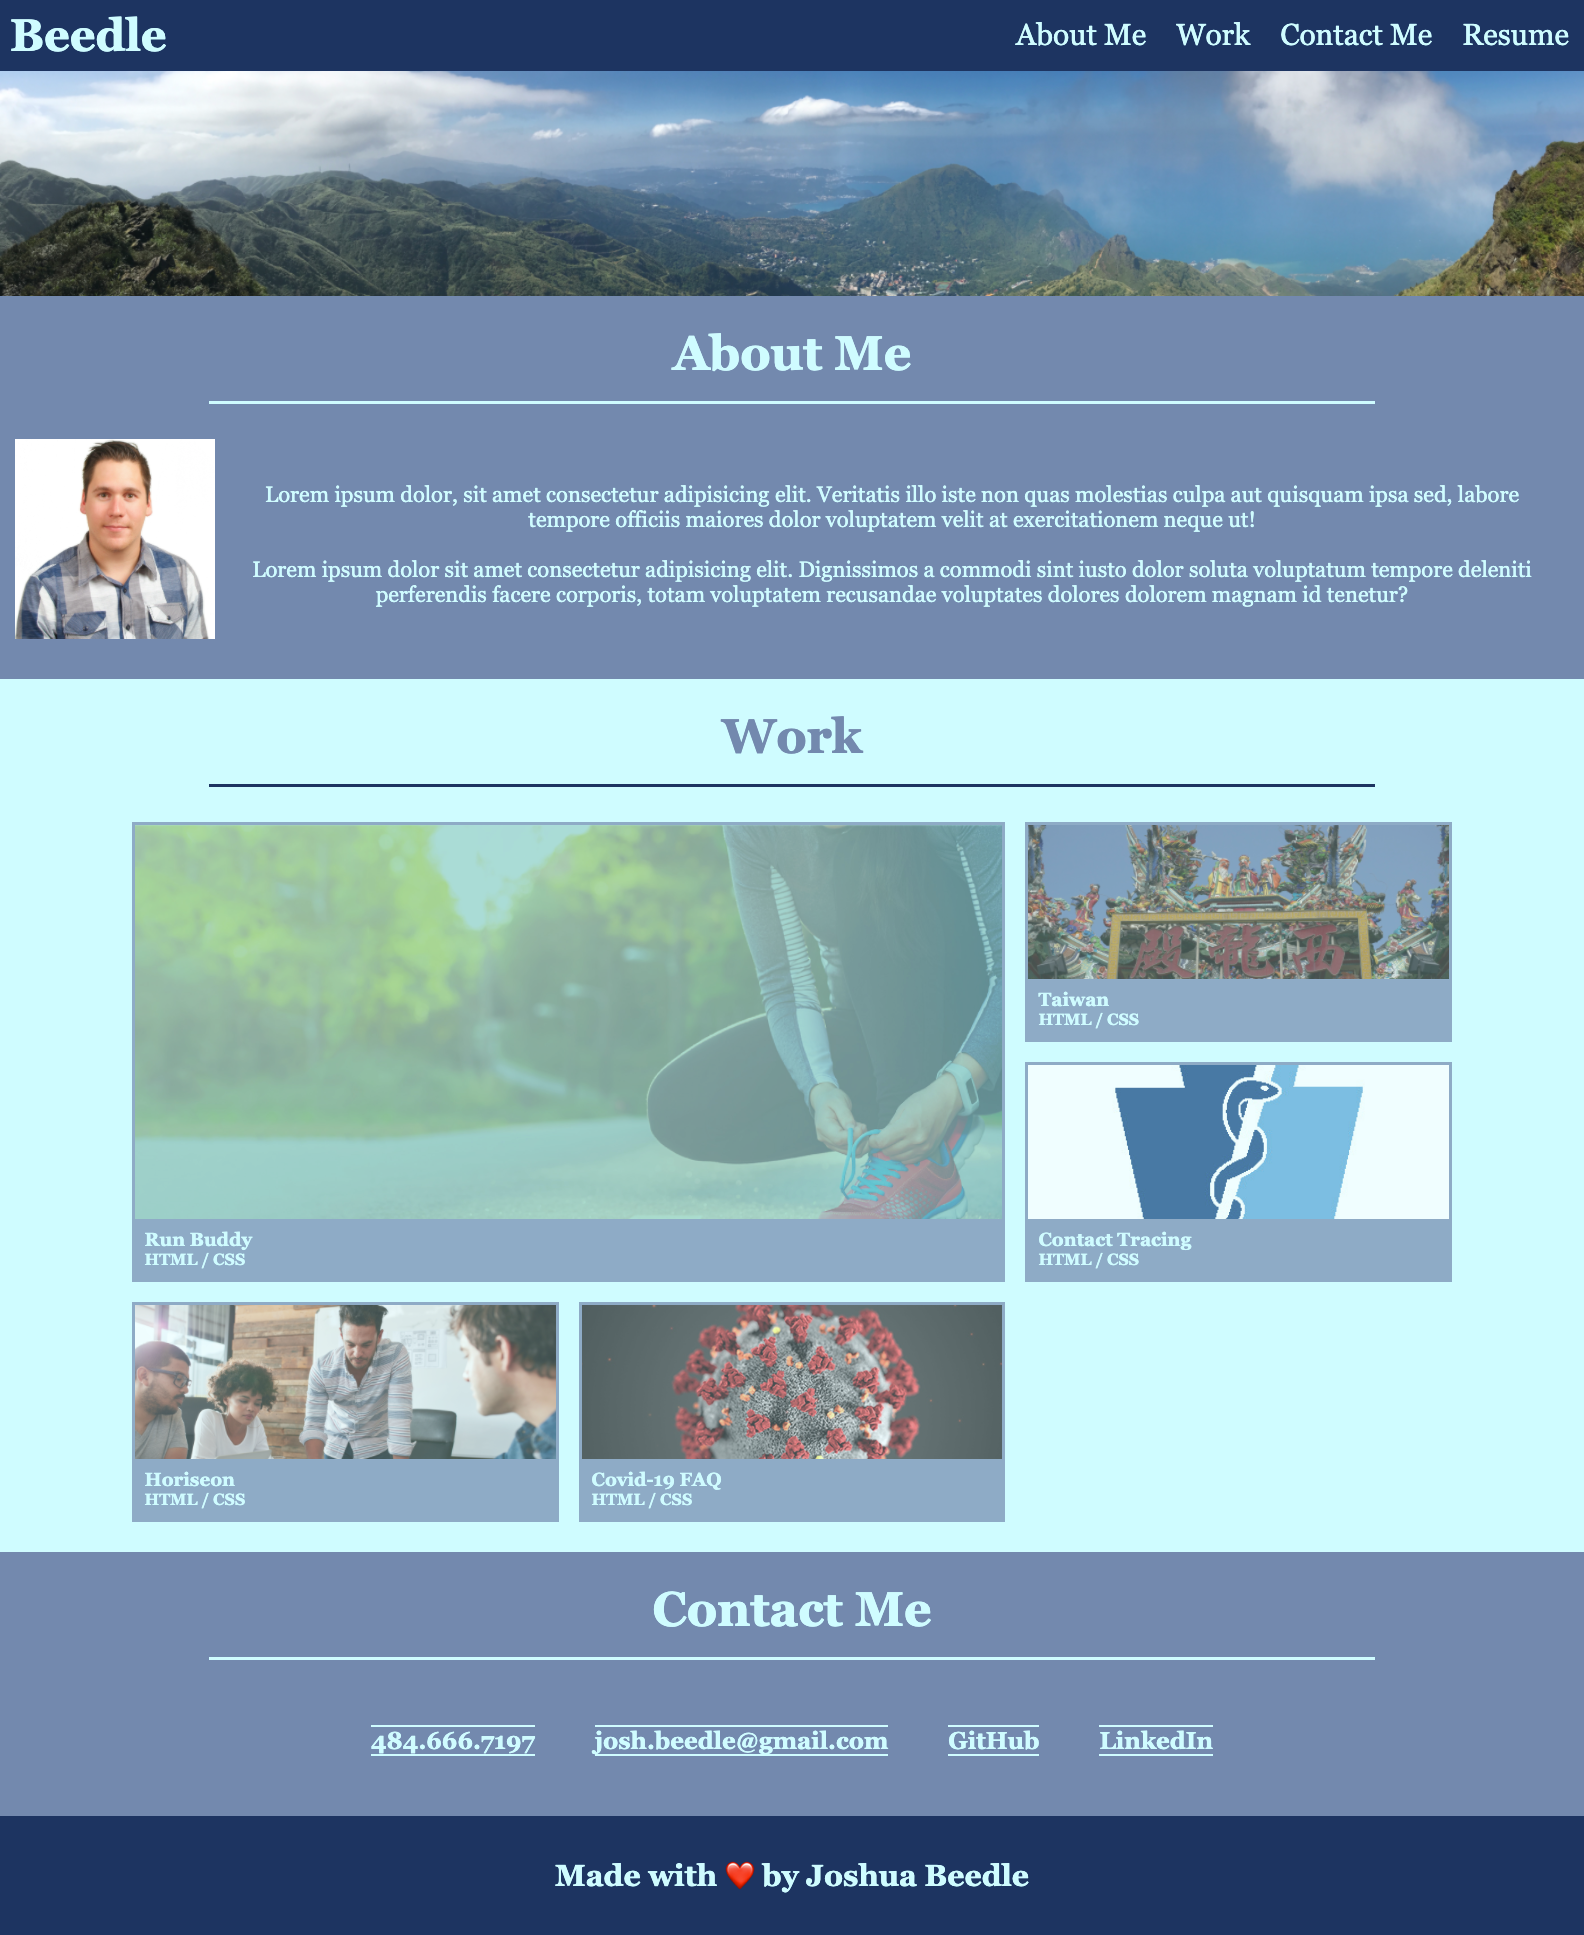 Beedle
About Me Work Contact Me Resume
About Me
Lorem ipsum dolor, sit amet consectetur adipisicing elit. Veritatis illo iste non quas molestias culpa aut quisquam ipsa sed, labore
tempore officiis maiores dolor voluptatem velit at exercitationem neque ut!
Lorem ipsum dolor sit amet consectetur adipisicing elit. Dignissimos a commodi sint iusto dolor soluta voluptatum tempore deleniti
perferendis facere corporis, totam voluptatem recusandae voluptates dolores dolorem magnam id tenetur?
Work
殿龍西
Taiwan
HTML / CSS
Run Buddy
HTML / CSS
Contact Tracing
HTML / CSS
Horiseon
HTML / CSS
Covid-19 FAQ
HTML / CSS
Contact Me
484.666.7197
josh.beedle@gmail.com
GitHub
LinkedIn
Made with ❤️ by Joshua Beedle